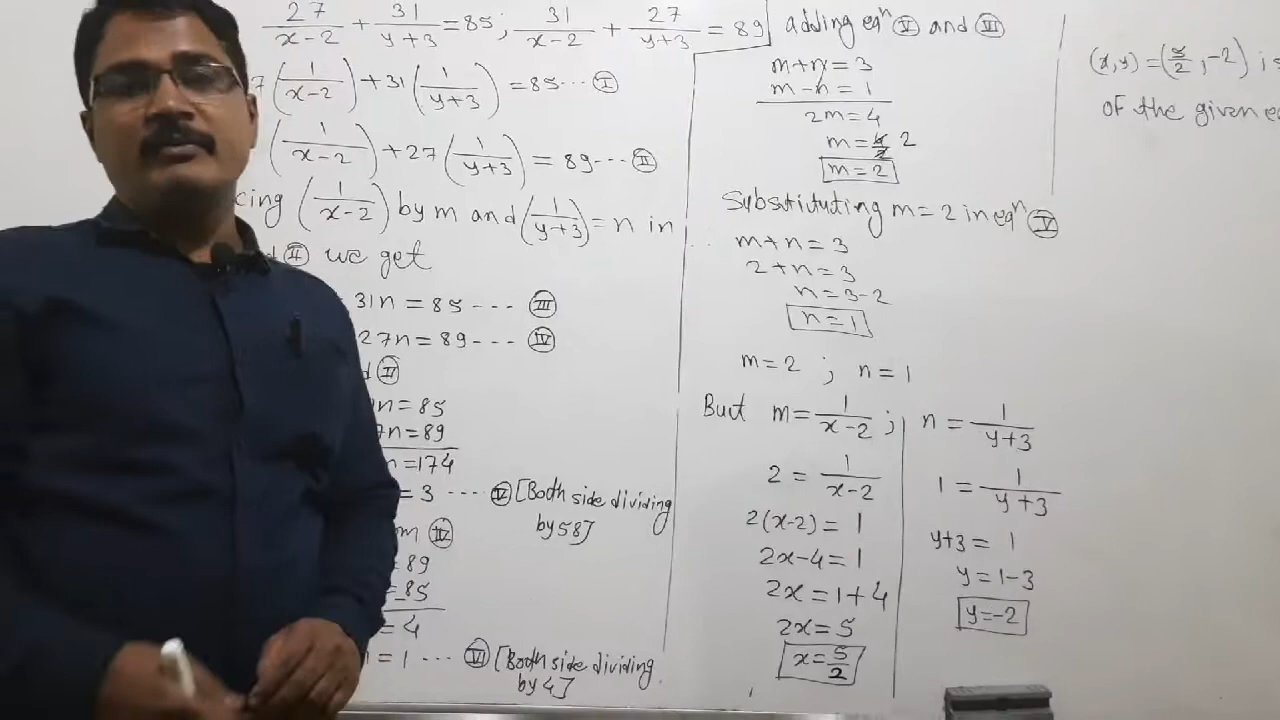 27/(x-2) + 31/(y+3) = 85 ; 31/(x-2) + 27/(y+3) = 89
7(1/(x-2)) + 31(1/(y+3)) = 85 ---- Ⓘ
(1/(x-2)) + 27(1/(y+3)) = 89 ---- Ⓘ︎Ⓘ
cing (1/(x-2)) by m and (1/(y+3)) = n in
II we get
31n = 85 --- III
27n = 89 --- IV
d
n = 85
7n = 89
n = 174
= 3 ---- V [Both side dividing
by 58]
m IV
= 89
= 85
= 4
= 1 --- VI [Both side dividing
by 4]
adding eqⁿ V and
m+n = 3
m-n = 1
2m = 4
m = 4/2 2
m = 2
Substituting m = 2 in eqⁿ V
∴ m+n = 3
2+n = 3
n = 3-2
n = 1
m = 2 ; n = 1
But m = 1/(x-2) ; n = 1/(y+3)
2 = 1/(x-2)
2(x-2) = 1
2x-4 = 1
2x = 1+4
2x = 5
x = 5/2
1 = 1/(y+3)
y+3 = 1
y = 1-3
y = -2
(x,y) = (5/2, -2) is
of the given